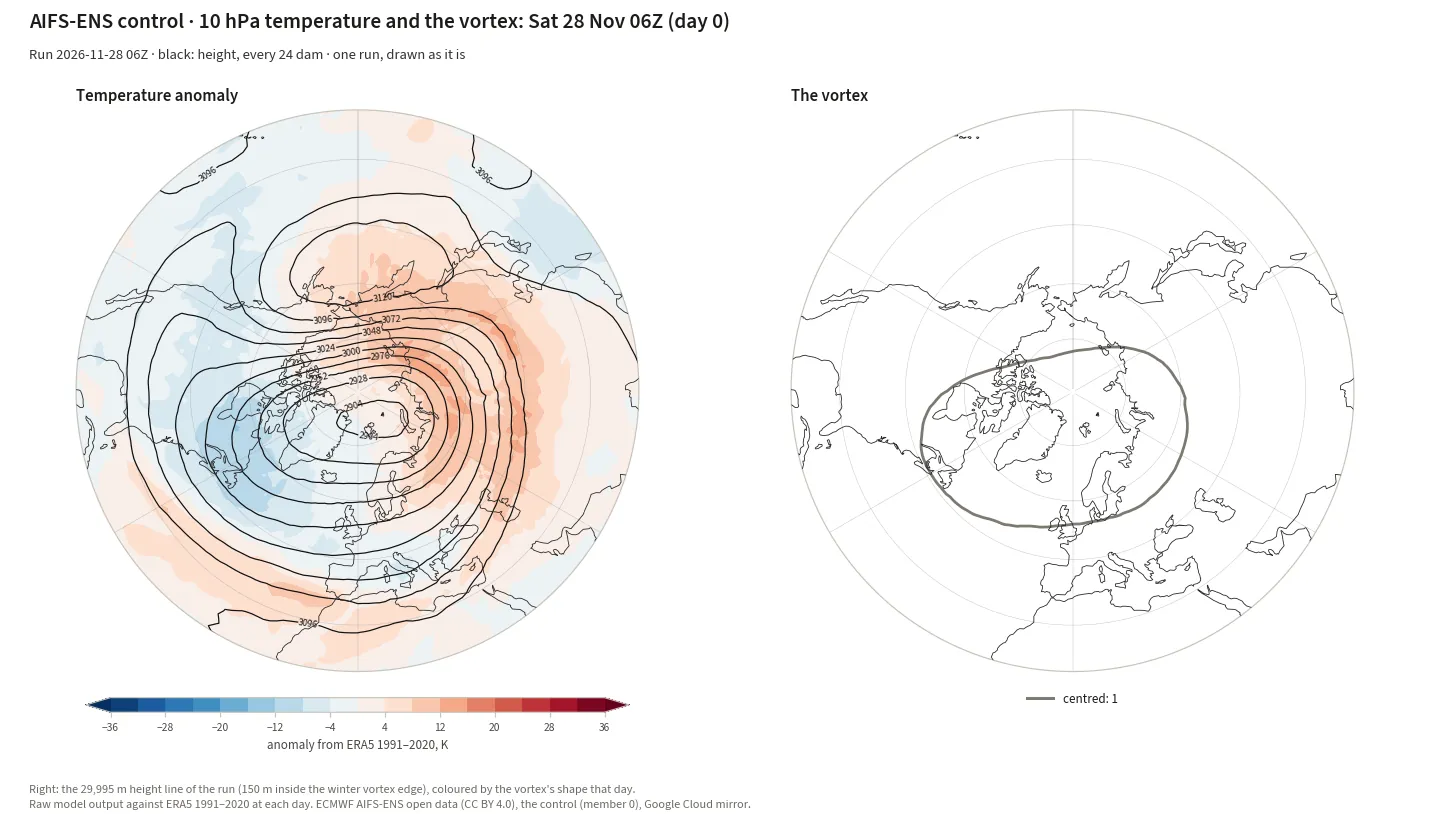 AIFS-ENS control · 10 hPa temperature and the vortex: Sat 28 Nov 06Z (day 0)
Run 2026-11-28 06Z · black: height, every 24 dam · one run, drawn as it is
Temperature anomaly
The vortex
3096
3096
3120
3096
3072
3048
3024
3000
2976
2952
2928
2904
3096
centred: 1
−36 −28 −20 −12 −4 4 12 20 28 36
anomaly from ERA5 1991–2020, K
Right: the 29,995 m height line of the run (150 m inside the winter vortex edge), coloured by the vortex's shape that day.
Raw model output against ERA5 1991–2020 at each day. ECMWF AIFS-ENS open data (CC BY 4.0), the control (member 0), Google Cloud mirror.